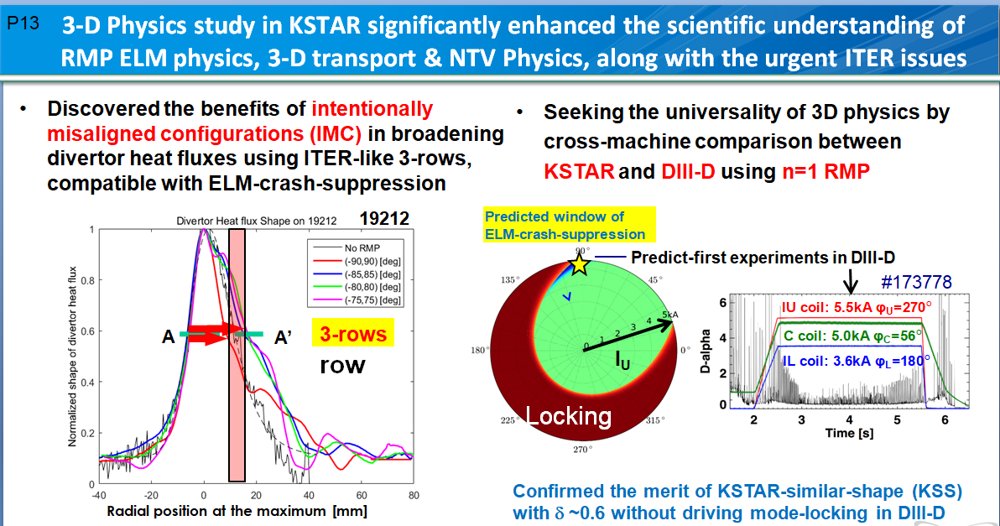 P13
3-D Physics study in KSTAR significantly enhanced the scientific understanding of
RMP ELM physics, 3-D transport & NTV Physics, along with the urgent ITER issues
• Discovered the benefits of intentionally
misaligned configurations (IMC) in broadening
divertor heat fluxes using ITER-like 3-rows,
compatible with ELM-crash-suppression
Divertor Heat flux Shape on 19212
19212
No RMP
(-90,90) [deg]
(-85,85) [deg]
(-80,80) [deg]
(-75,75) [deg]
Normalized shape of divertor heat flux
1
0.8
0.6
0.4
0.2
0
A
A'
3-rows
row
-40 -20 0 20 40 60 80
Radial position at the maximum [mm]
• Seeking the universality of 3D physics by
cross-machine comparison between
KSTAR and DIII-D using n=1 RMP
Predicted window of
ELM-crash-suppression
90°
135°
45°
180°
0°
225°
315°
270°
0 1 2 3 4 5kA
IU
Locking
Predict-first experiments in DIII-D
#173778
IU coil: 5.5kA φU=270°
C coil: 5.0kA φC=56°
IL coil: 3.6kA φL=180°
D-alpha
6
4
2
0
2 3 4 5 6
Time [s]
Confirmed the merit of KSTAR-similar-shape (KSS)
with δ ~0.6 without driving mode-locking in DIII-D